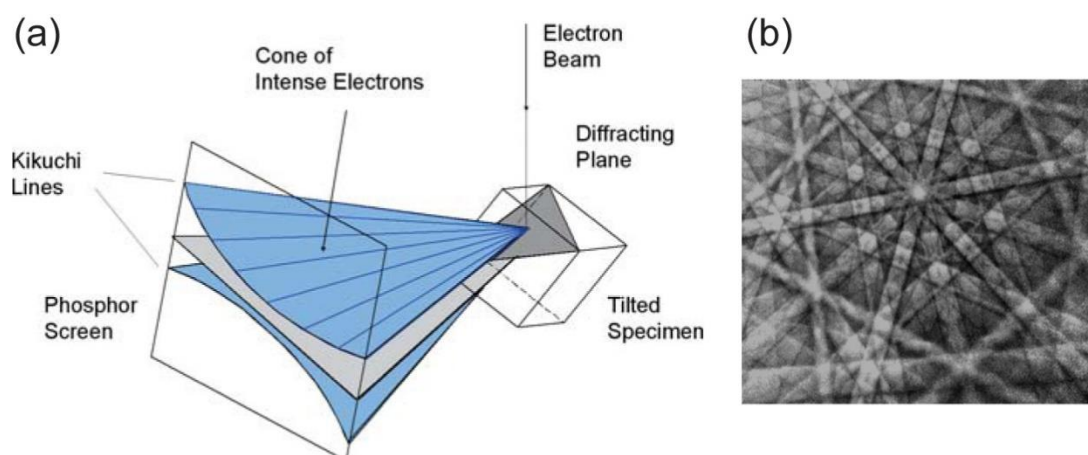 (a)
Cone of
Intense Electrons
Electron
Beam
Diffracting
Plane
Kikuchi
Lines
Phosphor
Screen
Tilted
Specimen
(b)